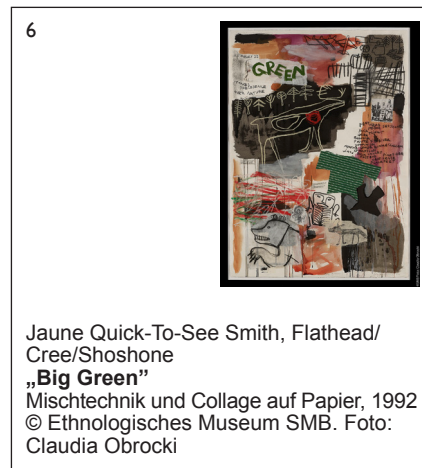 6
GREEN
Jaune Quick-To-See Smith, Flathead/
Cree/Shoshone
„Big Green”
Mischtechnik und Collage auf Papier, 1992
© Ethnologisches Museum SMB. Foto:
Claudia Obrocki